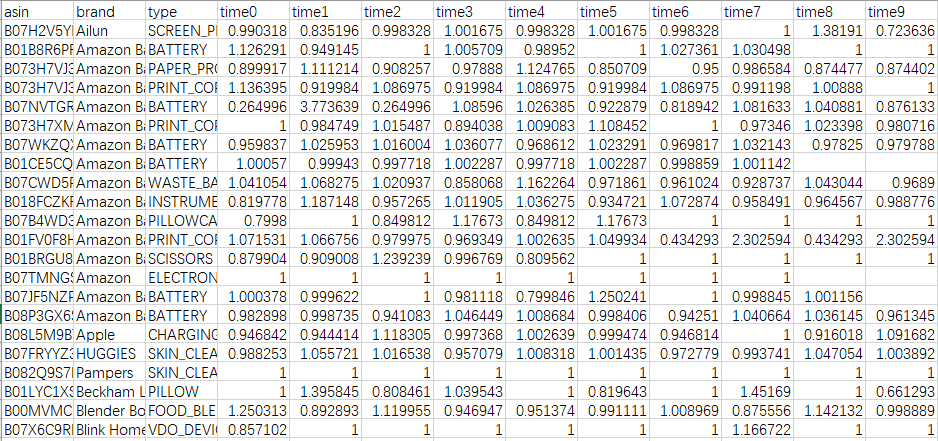 asin brand type time0 time1 time2 time3 time4 time5 time6 time7 time8 time9
B07H2V5Y Ailun SCREEN_P 0.990318 0.835196 0.998328 1.001675 0.998328 1.001675 0.998328 1 1.38191 0.723636
B01B8R6P Amazon Ba BATTERY 1.126291 0.949145 1 1.005709 0.98952 1 1.027361 1.030498 1 1
B073H7VJ3 Amazon Ba PAPER_PRO 0.899917 1.111214 0.908257 0.97888 1.124765 0.850709 0.95 0.986584 0.874477 0.874402
B073H7VJ3 Amazon Ba PRINT_COP 1.136395 0.919984 1.086975 0.919984 1.086975 0.919984 1.086975 0.991198 1.00888 1
B07NVTGR Amazon Ba BATTERY 0.264996 3.773639 0.264996 1.08596 1.026385 0.922879 0.818942 1.081633 1.040881 0.876133
B073H7XM Amazon Ba PRINT_COP 1 0.984749 1.015487 0.894038 1.009083 1.108452 1 0.97346 1.023398 0.980716
B07WKZQ Amazon Ba BATTERY 0.959837 1.025953 1.016004 1.036077 0.968612 1.023291 0.969817 1.032143 0.97825 0.979788
B01CE5CQ Amazon Ba BATTERY 1.00057 0.99943 0.997718 1.002287 0.997718 1.002287 0.998859 1.001142
B07CWD5F Amazon Ba WASTE_BA 1.041054 1.068275 1.020937 0.858068 1.162264 0.971861 0.961024 0.928737 1.043044 0.9689
B018FCZK Amazon Ba INSTRUME 0.819778 1.187148 0.957265 1.011905 1.036275 0.934721 1.072874 0.958491 0.964567 0.988776
B07B4WD3 Amazon Ba PILLOWCA 0.7998 1 0.849812 1.17673 0.849812 1.17673 1 1 1 1
B01FV0F8H Amazon Ba PRINT_COP 1.071531 1.066756 0.979975 0.969349 1.002635 1.049934 0.434293 2.302594 0.434293 2.302594
B01BRGU8 Amazon Ba SCISSORS 0.879904 0.909008 1.239239 0.996769 0.809562 1 1 1 1 1
B07TMNGS Amazon ELECTRON 1 1 1 1 1 1 1 1
B07JF5NZF Amazon Ba BATTERY 1.000378 0.999622 1 0.981118 0.799846 1.250241 1 0.998845 1.001156
B08P3GX6 Amazon Ba BATTERY 0.982898 0.998735 0.941083 1.046449 1.008684 0.998406 0.94251 1.040664 1.036145 0.961345
B08L5M9B Apple CHARGING 0.946842 0.944414 1.118305 0.997368 1.002639 0.999474 0.946814 1 0.916018 1.091682
B07FRYYZ HUGGIES SKIN_CLEA 0.988253 1.055721 1.016538 0.957079 1.008318 1.001435 0.972779 0.993741 1.047054 1.003892
B082Q9S7 Pampers SKIN_CLEA 1 1 1 1 1 1 1 1 1 1
B01LYC1XS Beckham L PILLOW 1 1.395845 0.808461 1.039543 1 0.819643 1 1.45169 1 0.661293
B00MVMC Blender Bo FOOD_BLE 1.250313 0.892893 1.119955 0.946947 0.951374 0.991111 1.008969 0.875556 1.142132 0.998889
B07X6C9R Blink Home VDO_DEVI 0.857102 1 1 1 1 1 1 1.166722 1 1